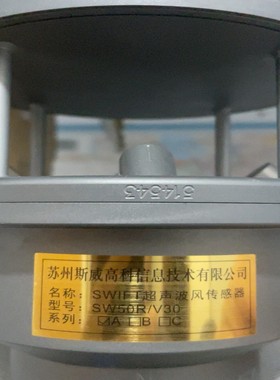 514543
苏州斯威高科信息技术有限公司
名称：SWIFT超声波风传感器
型号：SW50R/V30
系列：☑A □B □C